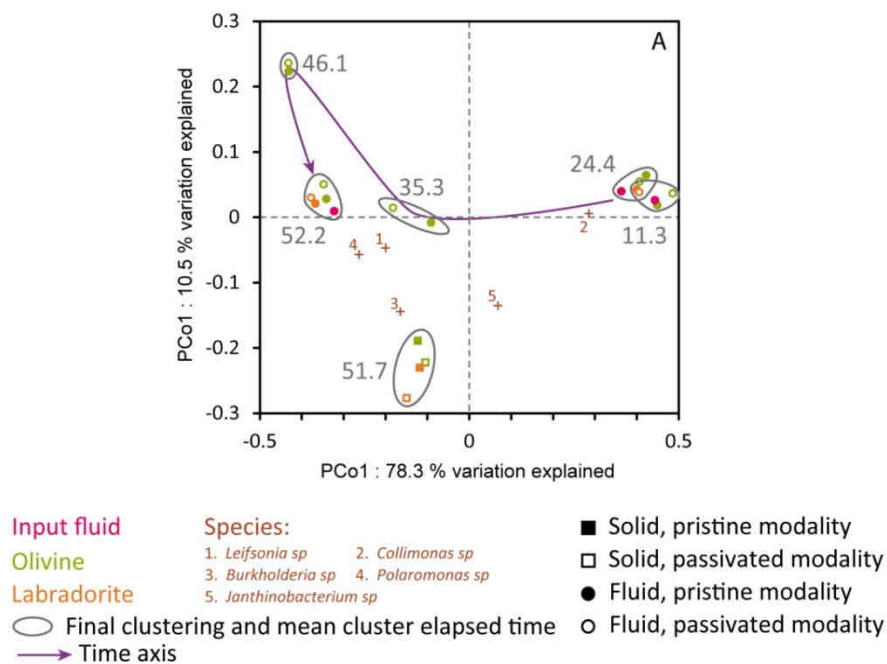 A
0.3
0.2
0.1
0
-0.1
-0.2
-0.3
-0.5
0
0.5
PCo1 : 10.5 % variation explained
PCo1 : 78.3 % variation explained
46.1
24.4
35.3
52.2
11.3
51.7
1
2
3
4
5
Input fluid
Olivine
Labradorite
Species:
1. Leifsonia sp 2. Collimonas sp
3. Burkholderia sp 4. Polaromonas sp
5. Janthinobacterium sp
Final clustering and mean cluster elapsed time
Time axis
Solid, pristine modality
Solid, passivated modality
Fluid, pristine modality
Fluid, passivated modality